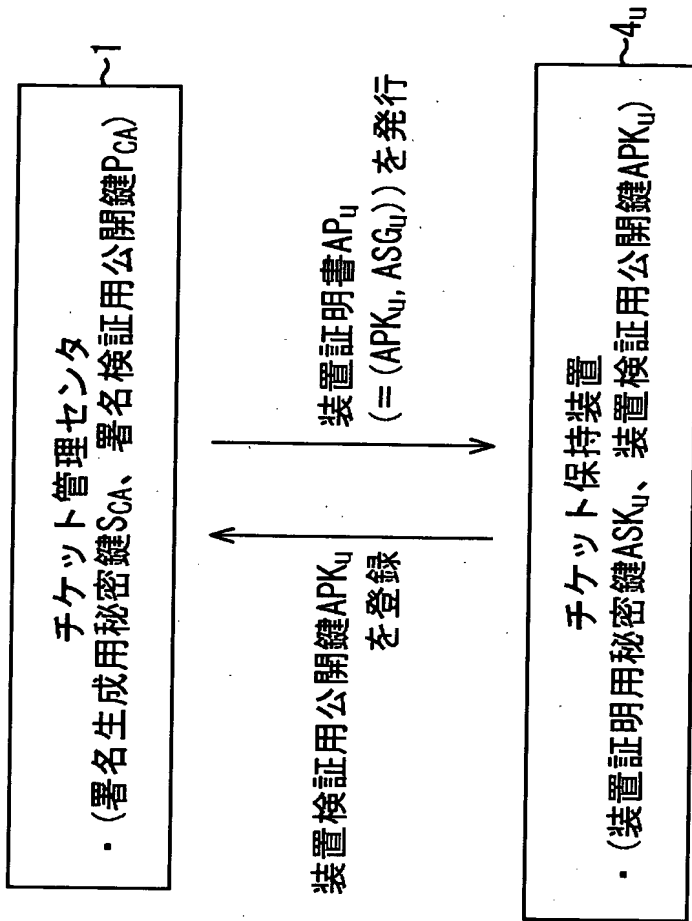 チケット管理センタ
・(署名生成用秘密鍵SCA、署名検証用公開鍵PCA)
~1
装置検証用公開鍵APKu
を登録
装置証明書APu
(=(APKu, ASGu))を発行
チケット保持装置
・(装置証明用秘密鍵ASKu、装置検証用公開鍵APKu)
~4u